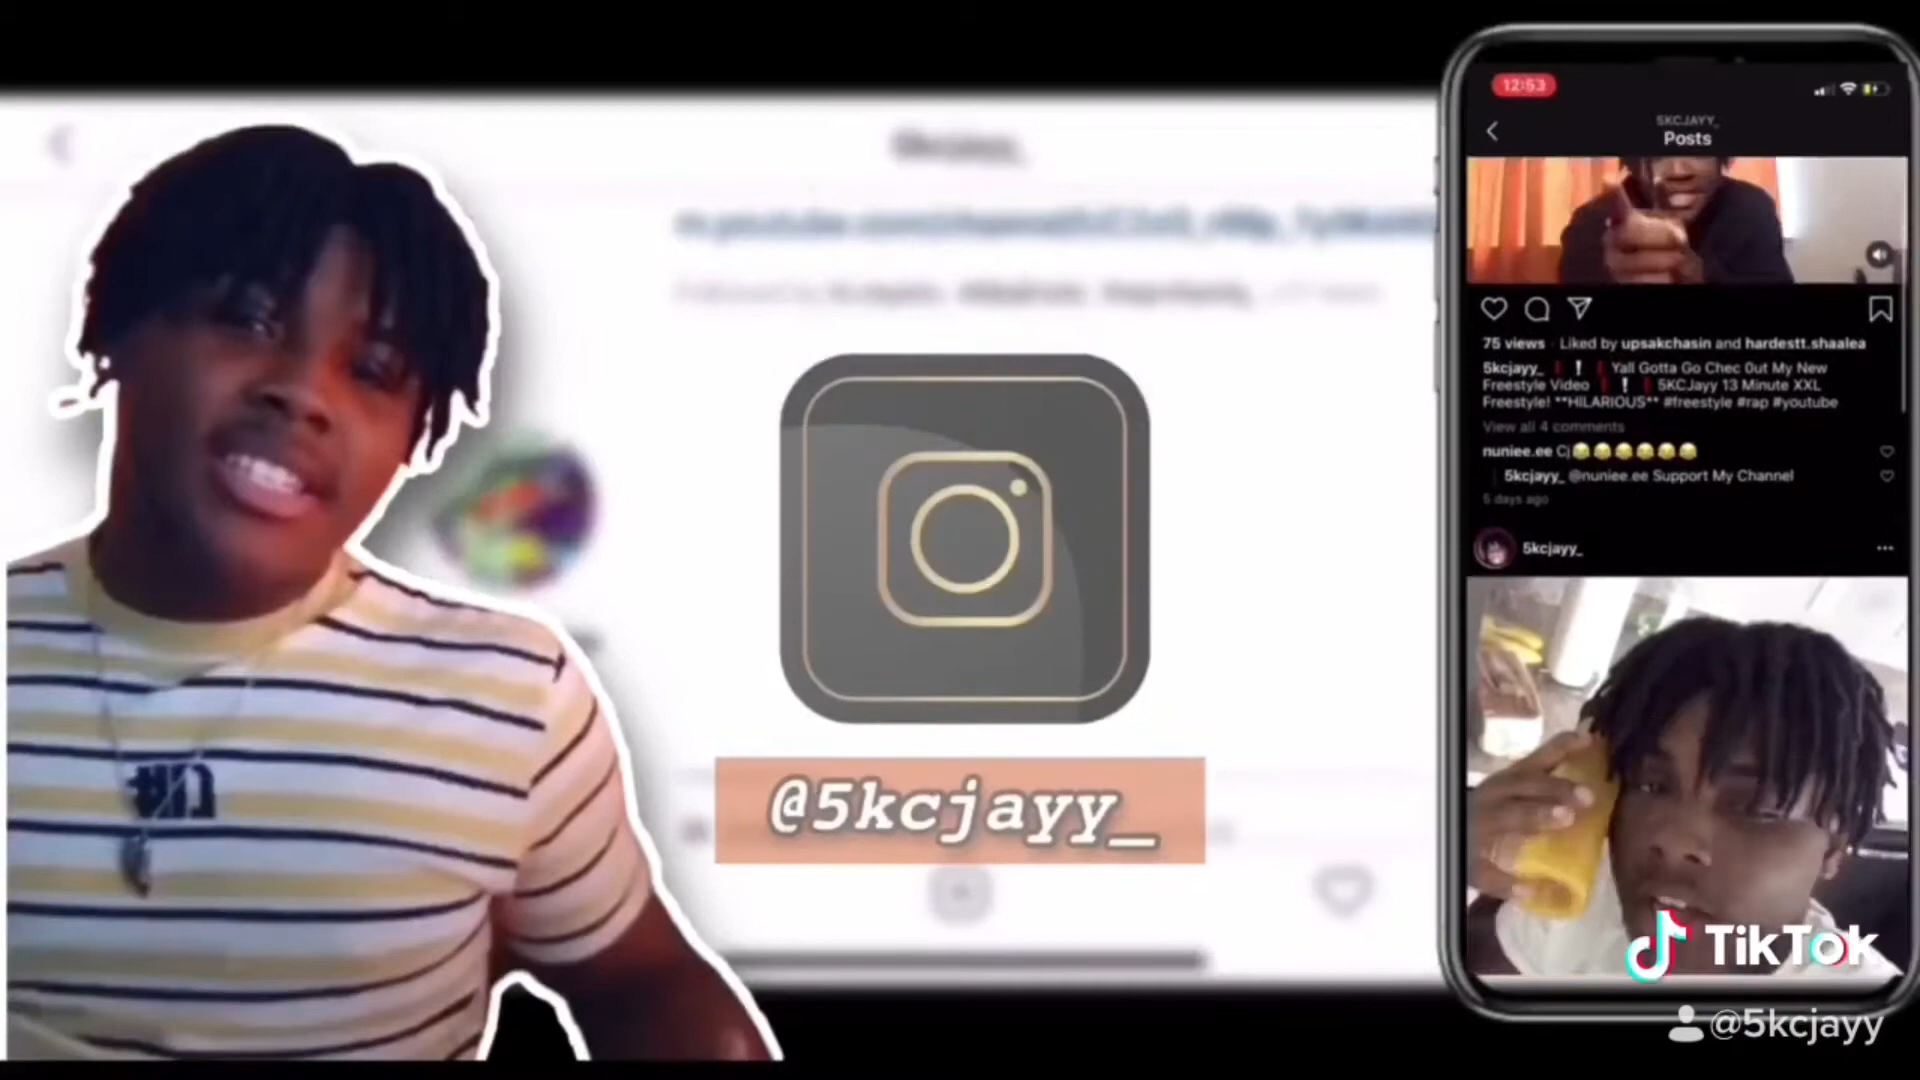 12:53
5KCJAYY_
Posts
75 views · Liked by upsakchasin and hardestt.shaalea
5kcjayy_ ❗❕❗Yall Gotta Go Chec 0ut My New
Freestyle Video ❗❕❗5KCJayy 13 Minute XXL
Freestyle! **HILARIOUS** #freestyle #rap #youtube
View all 4 comments
nuniee.ee Cj😂😂😂😂😂😂
5kcjayy_ @nuniee.ee Support My Channel
5 days ago
5kcjayy_
@5kcjayy_
TikTok
@5kcjayy